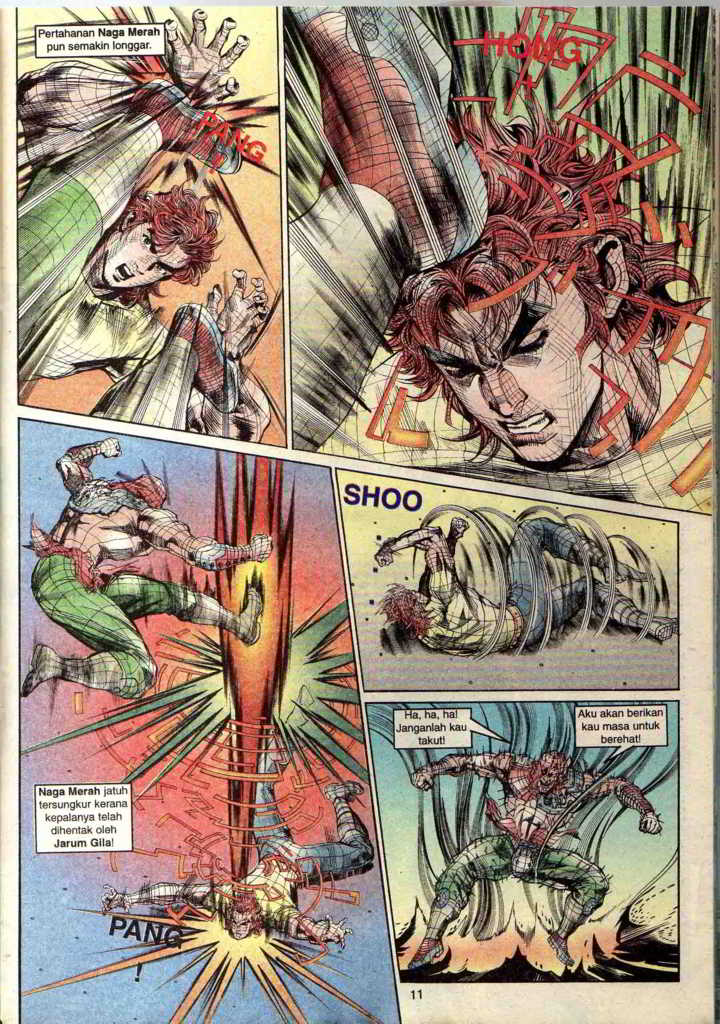 Pertahanan Naga Merah
pun semakin longgar.
PANG
!
HONG
!
SHOO
Naga Merah jatuh
tersungkur kerana
kepalanya telah
dihentak oleh
Jarum Gila!
PANG
!
Ha, ha, ha!
Janganlah kau
takut!
Aku akan berikan
kau masa untuk
berehat!
11